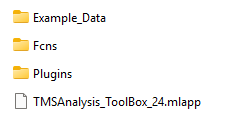 Example_Data
Fcns
Plugins
TMSAnalysis_ToolBox_24.mlapp